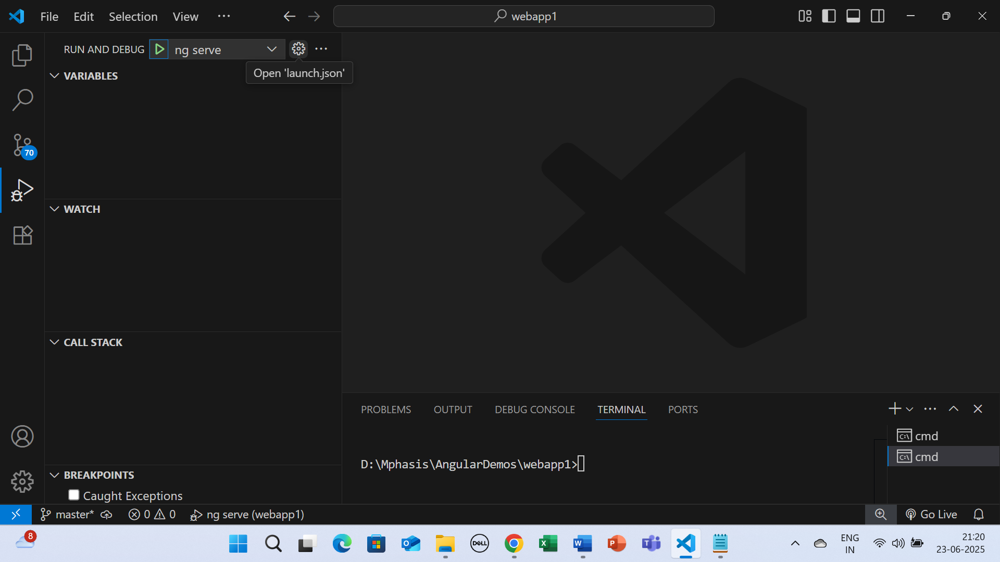 File Edit Selection View ··· webapp1
RUN AND DEBUG ng serve ···
Open 'launch.json'
VARIABLES
70
WATCH
CALL STACK
BREAKPOINTS
Caught Exceptions
PROBLEMS OUTPUT DEBUG CONSOLE TERMINAL PORTS
cmd
cmd
D:\Mphasis\AngularDemos\webapp1>
master* 0 0 ng serve (webapp1) Go Live
8
DELL
ENG
IN
21:20
23-06-2025